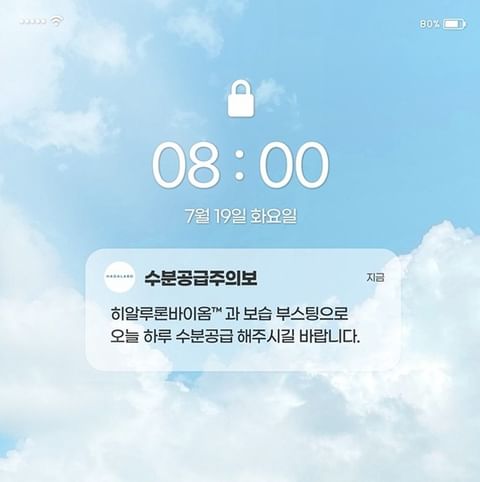 80%
08:00
7월 19일 화요일
HADALABO
수분공급주의보
지금
히알루론바이옴™ 과 보습 부스팅으로
오늘 하루 수분공급 해주시길 바랍니다.